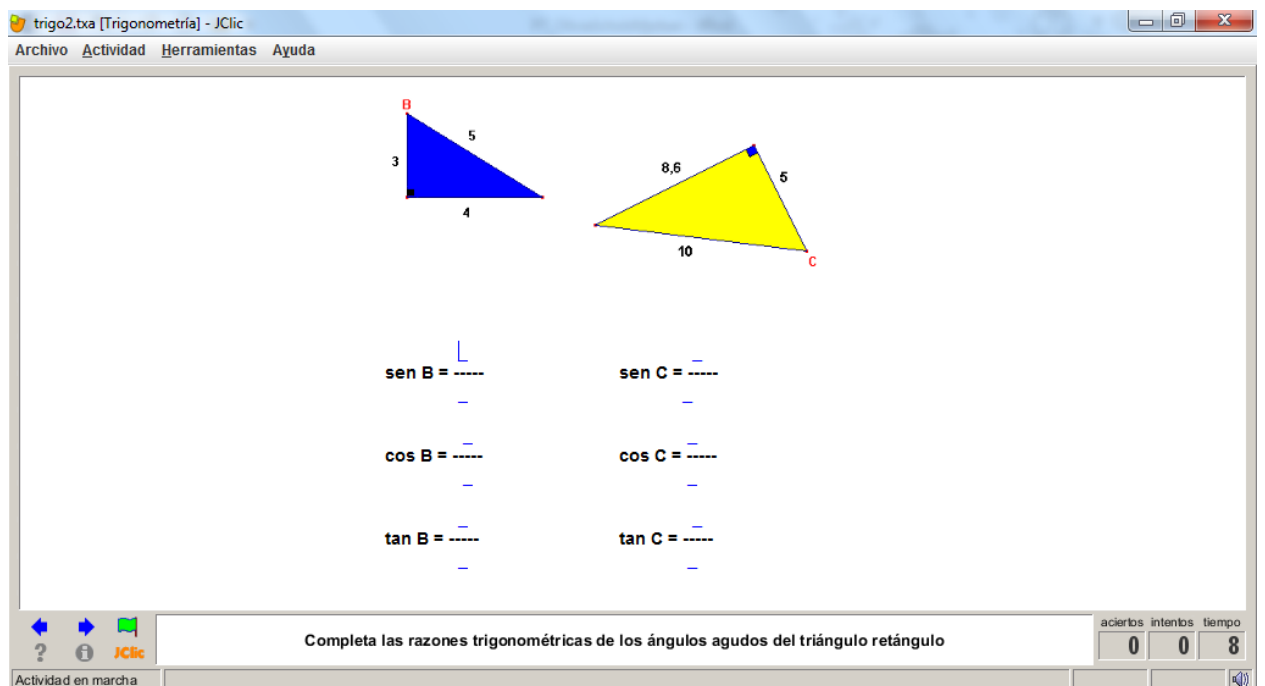 trigo2.txa [Trigonometría] - JClic
Archivo Actividad Herramientas Ayuda
B
5
3
4
8,6
5
10
C
sen B = -----
sen C = -----
cos B = -----
cos C = -----
tan B = -----
tan C = -----
Completa las razones trigonométricas de los ángulos agudos del triángulo retángulo
aciertos intentos tiempo
0 0 8
? i JClic
Actividad en marcha